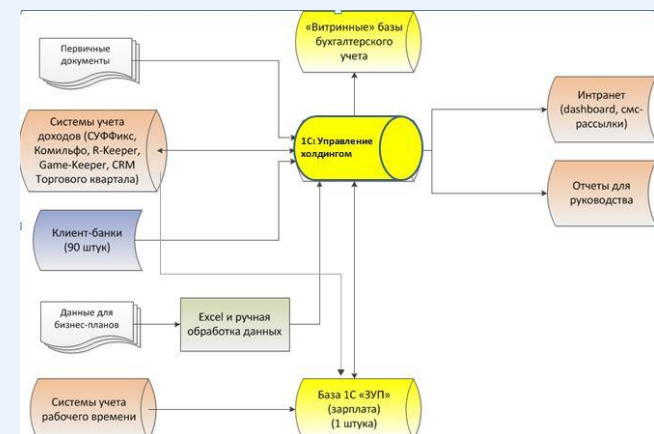 «Витринные» базы
бухгалтерского
учета
Первичные
документы
Системы учета
доходов (СУФФикс,
Комильфо, R-Keeper,
Game-Keeper, CRM
Торгового квартала)
1С: Управление
холдингом
Интранет
(dashboard, смс-
рассылки)
Отчеты для
руководства
Клиент-банки
(90 штук)
Данные для
бизнес-планов
Excel и ручная
обработка данных
Системы учета
рабочего времени
База 1С «ЗУП»
(зарплата)
(1 штука)